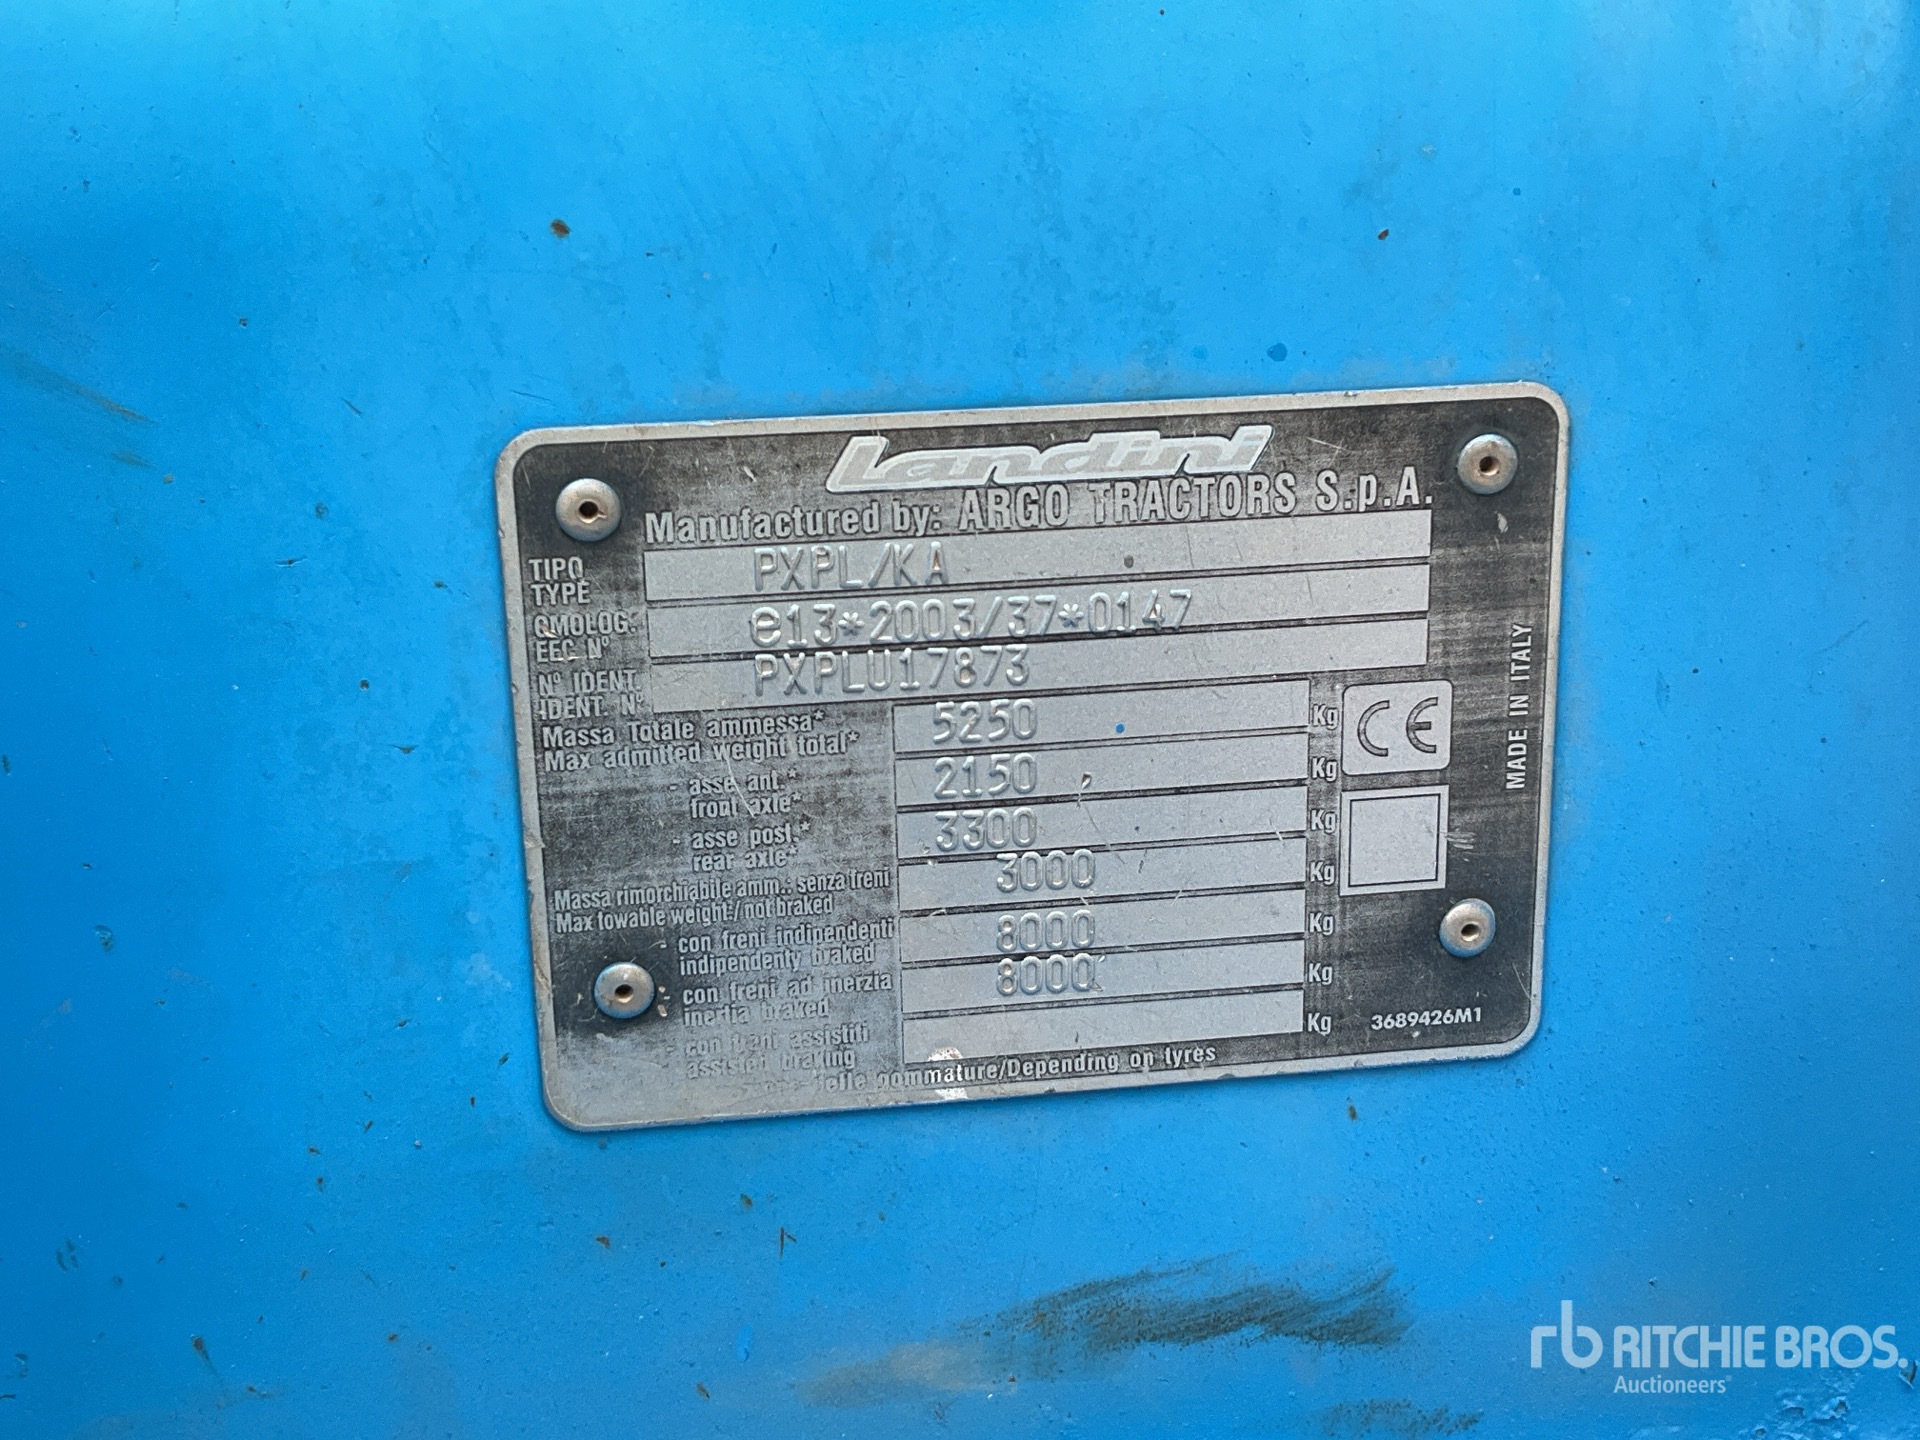 Landini
Manufactured by: ARGO TRACTORS S.p.A.
TIPO
TYPE
PXPL/KA
OMOLOG.
EEC N°
e13*2003/37*0147
N° IDENT.
IDENT. N°
PXPLU17873
Massa Totale ammessa*
Max admitted weight total*
5250 Kg
- asse ant.*
front axle*
2150 Kg
- asse post.*
rear axle*
3300 Kg
Massa rimorchiabile amm.: senza freni
Max towable weight:/not braked
3000 Kg
- con freni indipendenti
indipendenty braked
8000 Kg
- con freni ad inerzia
inertia braked
8000 Kg
- con freni assistiti
assisted braking
Kg
delle gommature/Depending on tyres
CE
MADE IN ITALY
3689426M1
rb RITCHIE BROS.
Auctioneers